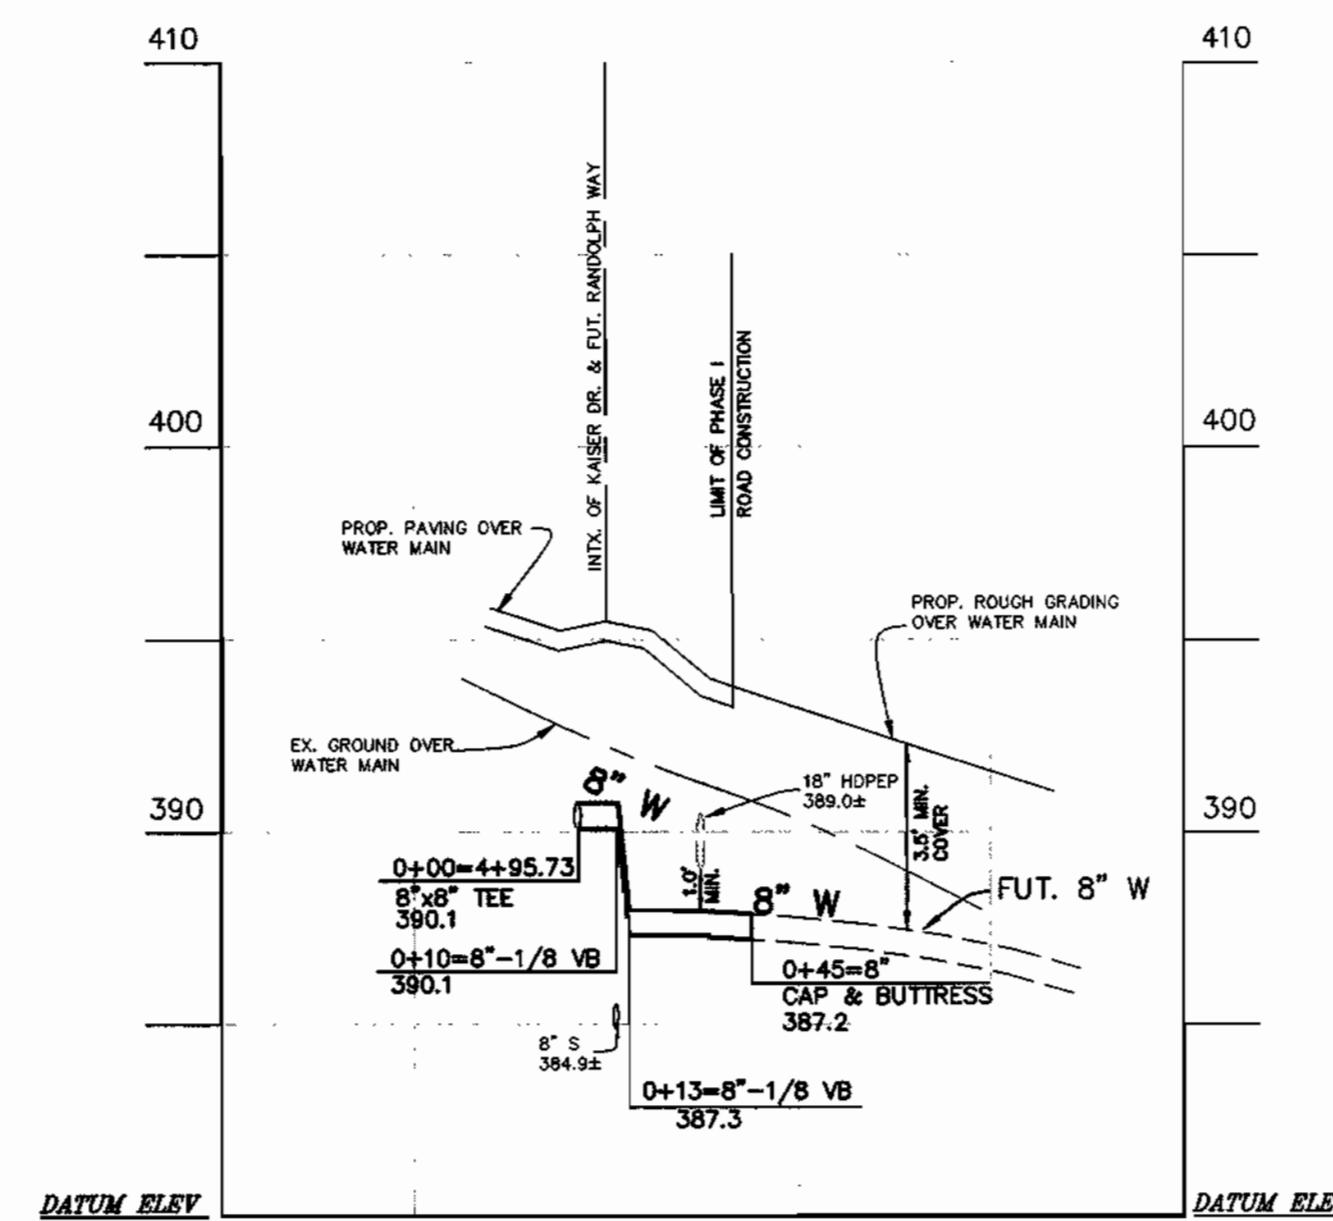 410
410
INTX. OF KAISER DR. & FUT. RANDOLPH WAY
LIMIT OF PHASE I
ROAD CONSTRUCTION
400
400
PROP. PAVING OVER
WATER MAIN
PROP. ROUGH GRADING
OVER WATER MAIN
EX. GROUND OVER
WATER MAIN
8" W
18" HDPEP
389.0±
390
390
3.5' MIN.
COVER
1.0'
MIN.
0+00=4+95.73
8"x8" TEE
390.1
8" W
FUT. 8" W
0+10=8"-1/8 VB
390.1
0+45=8"
CAP & BUTTRESS
387.2
8" S
384.9±
0+13=8"-1/8 VB
387.3
DATUM ELEV
DATUM ELE